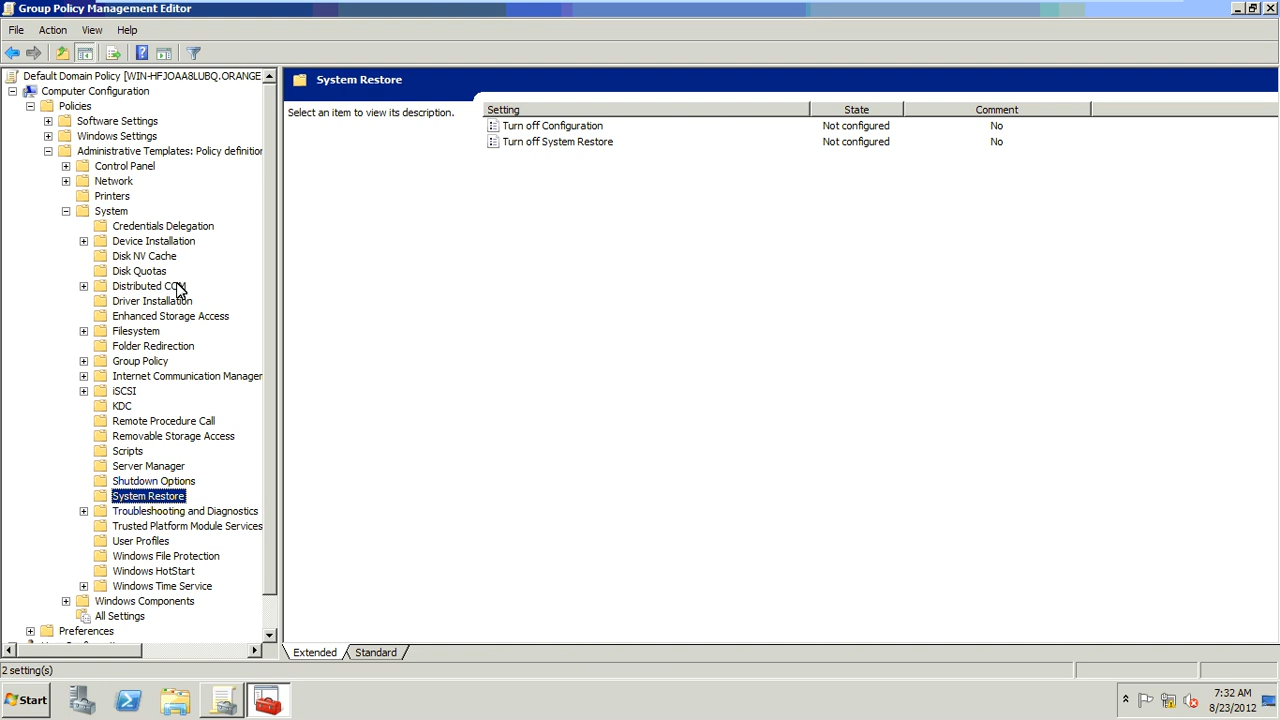 Group Policy Management Editor
File Action View Help
Default Domain Policy [WIN-HFJOAA8LUBQ.ORANGE
Computer Configuration
Policies
Software Settings
Windows Settings
Administrative Templates: Policy definition
Control Panel
Network
Printers
System
Credentials Delegation
Device Installation
Disk NV Cache
Disk Quotas
Distributed COM
Driver Installation
Enhanced Storage Access
Filesystem
Folder Redirection
Group Policy
Internet Communication Manager
iSCSI
KDC
Remote Procedure Call
Removable Storage Access
Scripts
Server Manager
Shutdown Options
System Restore
Troubleshooting and Diagnostics
Trusted Platform Module Services
User Profiles
Windows File Protection
Windows HotStart
Windows Time Service
Windows Components
All Settings
Preferences
System Restore
Select an item to view its description.
Setting State Comment
Turn off Configuration Not configured No
Turn off System Restore Not configured No
Extended Standard
2 setting(s)
Start
7:32 AM
8/23/2012